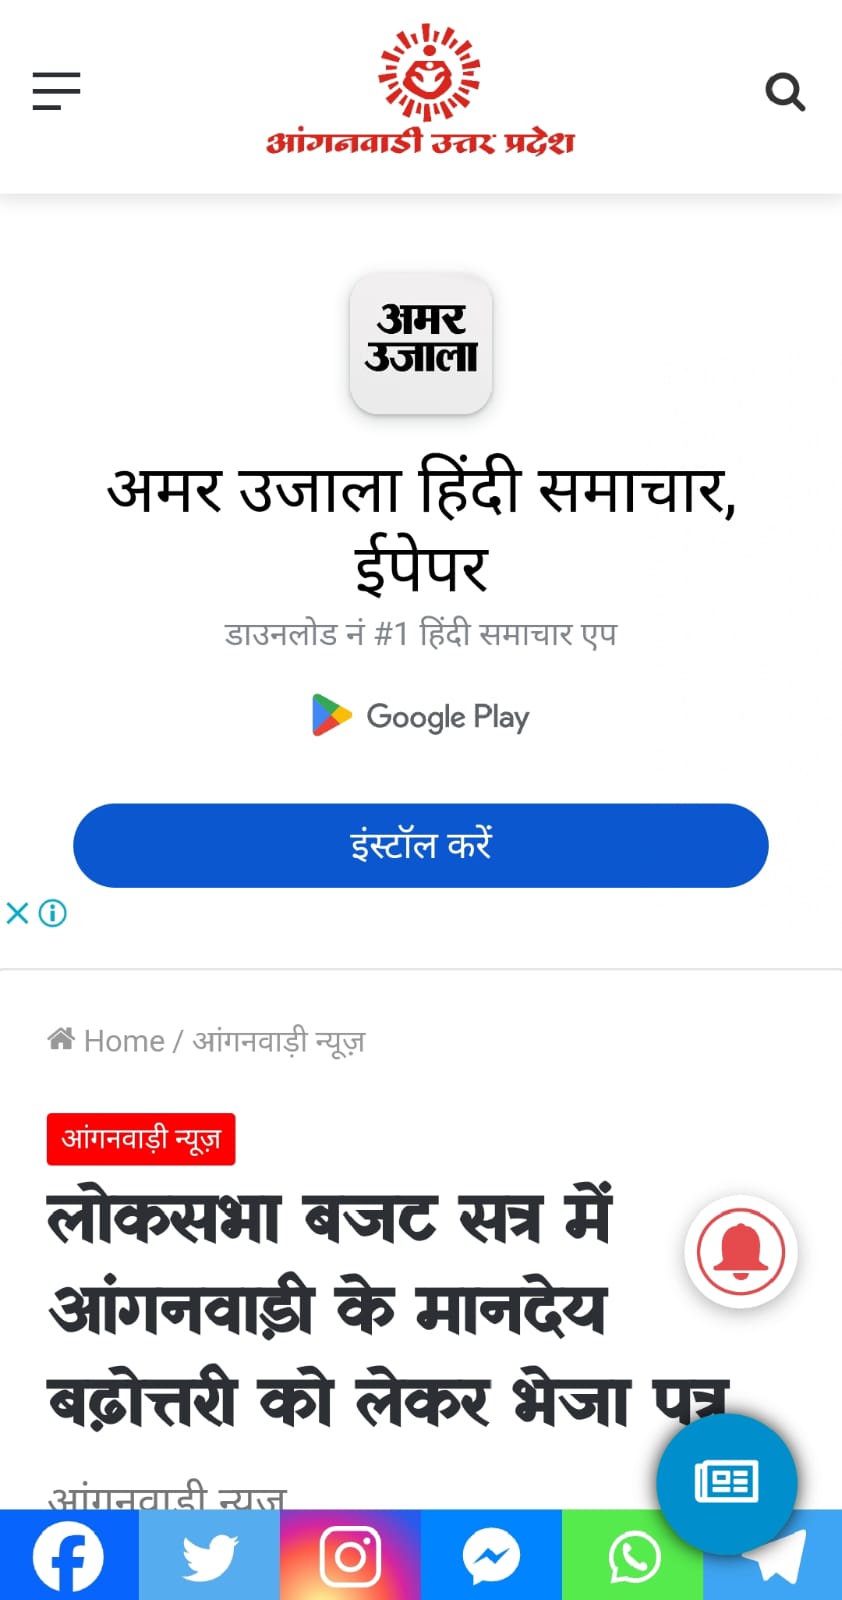 आंगनवाडी उत्तर प्रदेश
अमर
उजाला
अमर उजाला हिंदी समाचार,
ईपेपर
डाउनलोड नं #1 हिंदी समाचार एप
Google Play
इंस्टॉल करें
Home / आंगनवाड़ी न्यूज़
आंगनवाड़ी न्यूज़
लोकसभा बजट सत्र में
आंगनवाड़ी के मानदेय
बढ़ोत्तरी को लेकर भेजा पत्र
आंगनवाडी न्यूज